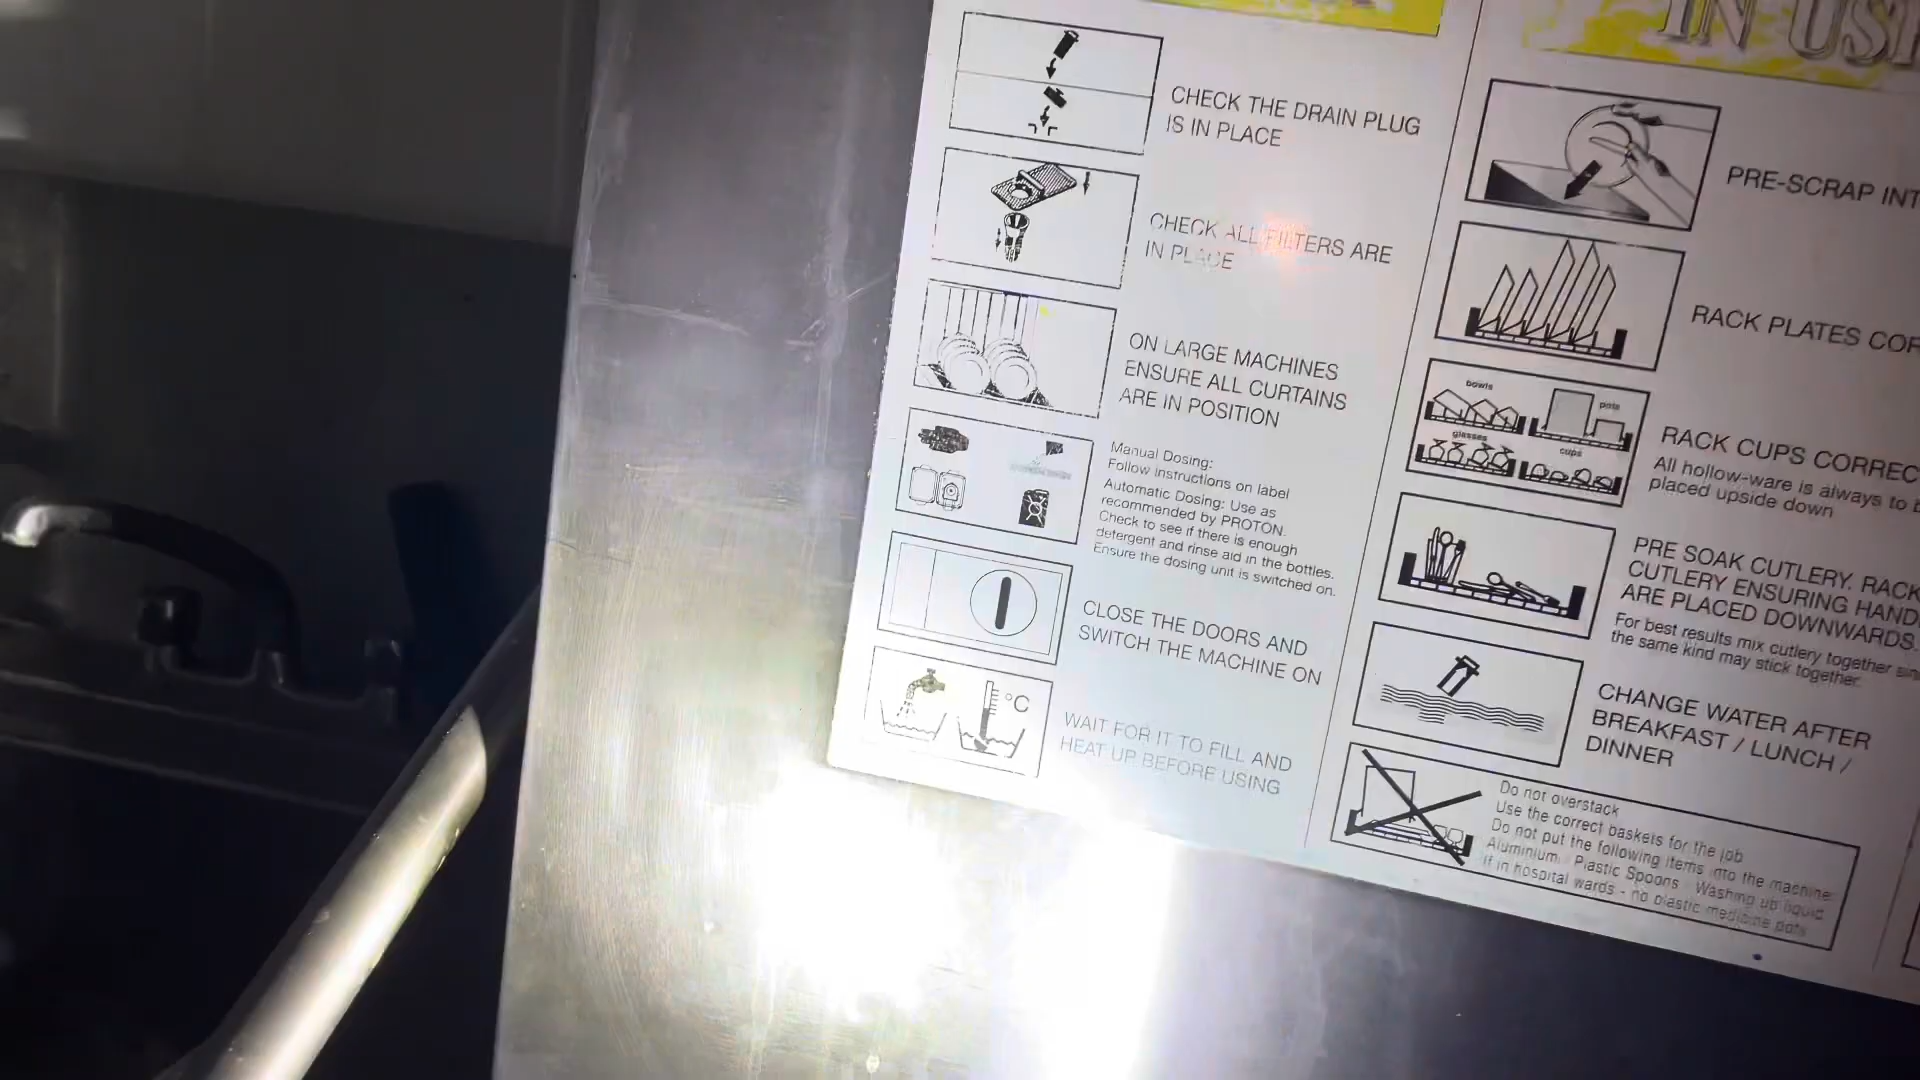 CHECK THE DRAIN PLUG
IS IN PLACE
CHECK ALL FILTERS ARE
IN PLACE
ON LARGE MACHINES
ENSURE ALL CURTAINS
ARE IN POSITION
Manual Dosing:
Follow instructions on label
Automatic Dosing: Use as
recommended by PROTON.
Check to see if there is enough
detergent and rinse aid in the bottles.
Ensure the dosing unit is switched on.
CLOSE THE DOORS AND
SWITCH THE MACHINE ON
°C
WAIT FOR IT TO FILL AND
HEAT UP BEFORE USING
IN
PRE-SCRAP
RACK PLATES
bowls
pots
glasses
cups
RACK CUPS
All hollow-ware is always to
placed upside down
PRE SOAK CUTLERY. RACK
CUTLERY ENSURING
ARE PLACED DOWNWARDS.
For best results mix cutlery together
the same kind may stick together.
CHANGE WATER AFTER
BREAKFAST / LUNCH /
DINNER
Do not overstack
Use the correct baskets for the job
Do not put the following items into the machine:
Aluminium - Plastic Spoons - Washing up liquid
If in hospital wards - no plastic medicine pots